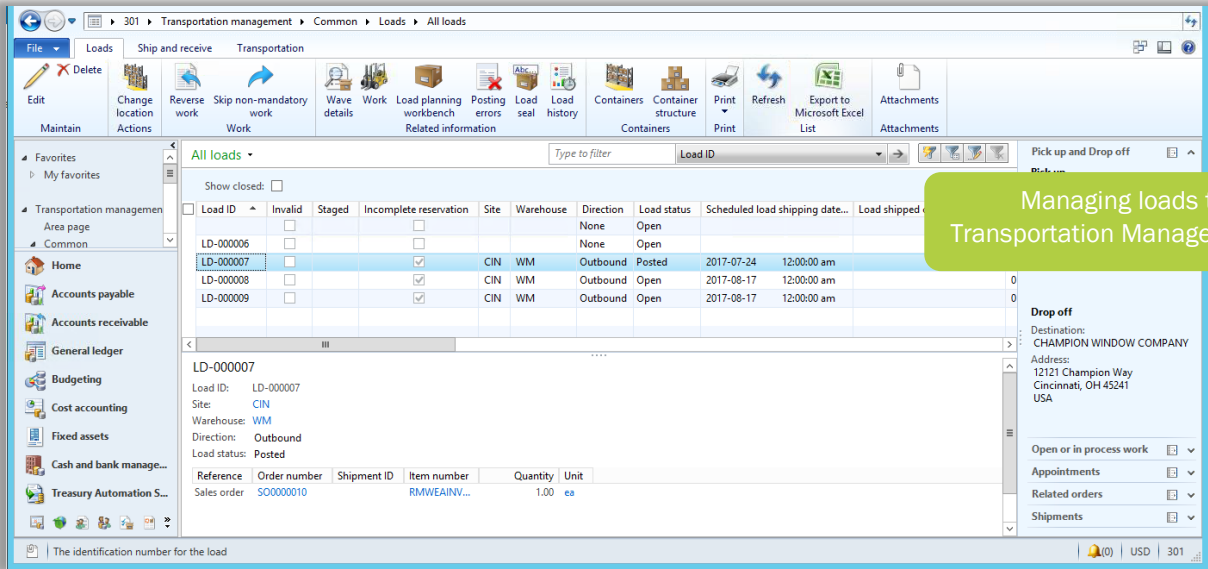 301 Transportation management Common Loads All loads
File Loads Ship and receive Transportation
Delete
Edit
Change location
Reverse work
Skip non-mandatory work
Wave details
Work
Load planning workbench
Posting errors
Load seal
Load history
Containers
Container structure
Print
Refresh
Export to Microsoft Excel
Attachments
Maintain Actions Work Related information Containers Print List Attachments
Favorites
My favorites
Transportation managemen
Area page
Common
Home
Accounts payable
Accounts receivable
General ledger
Budgeting
Cost accounting
Fixed assets
Cash and bank manage...
Treasury Automation S...
All loads
Type to filter
Load ID
Show closed:
Load ID Invalid Staged Incomplete reservation Site Warehouse Direction Load status Scheduled load shipping date... Load shipped
None Open
LD-000006 None Open
LD-000007 CIN WM Outbound Posted 2017-07-24 12:00:00 am
LD-000008 CIN WM Outbound Open 2017-08-17 12:00:00 am 0
LD-000009 CIN WM Outbound Open 2017-08-17 12:00:00 am 0
LD-000007
Load ID: LD-000007
Site: CIN
Warehouse: WM
Direction: Outbound
Load status: Posted
Reference Order number Shipment ID Item number Quantity Unit
Sales order SO0000010 RMWEAINV... 1.00 ea
Pick up and Drop off
Pick up
Managing loads t
Transportation Manage
Drop off
Destination:
CHAMPION WINDOW COMPANY
Address:
12121 Champion Way
Cincinnati, OH 45241
USA
Open or in process work
Appointments
Related orders
Shipments
The identification number for the load
(0) USD 301